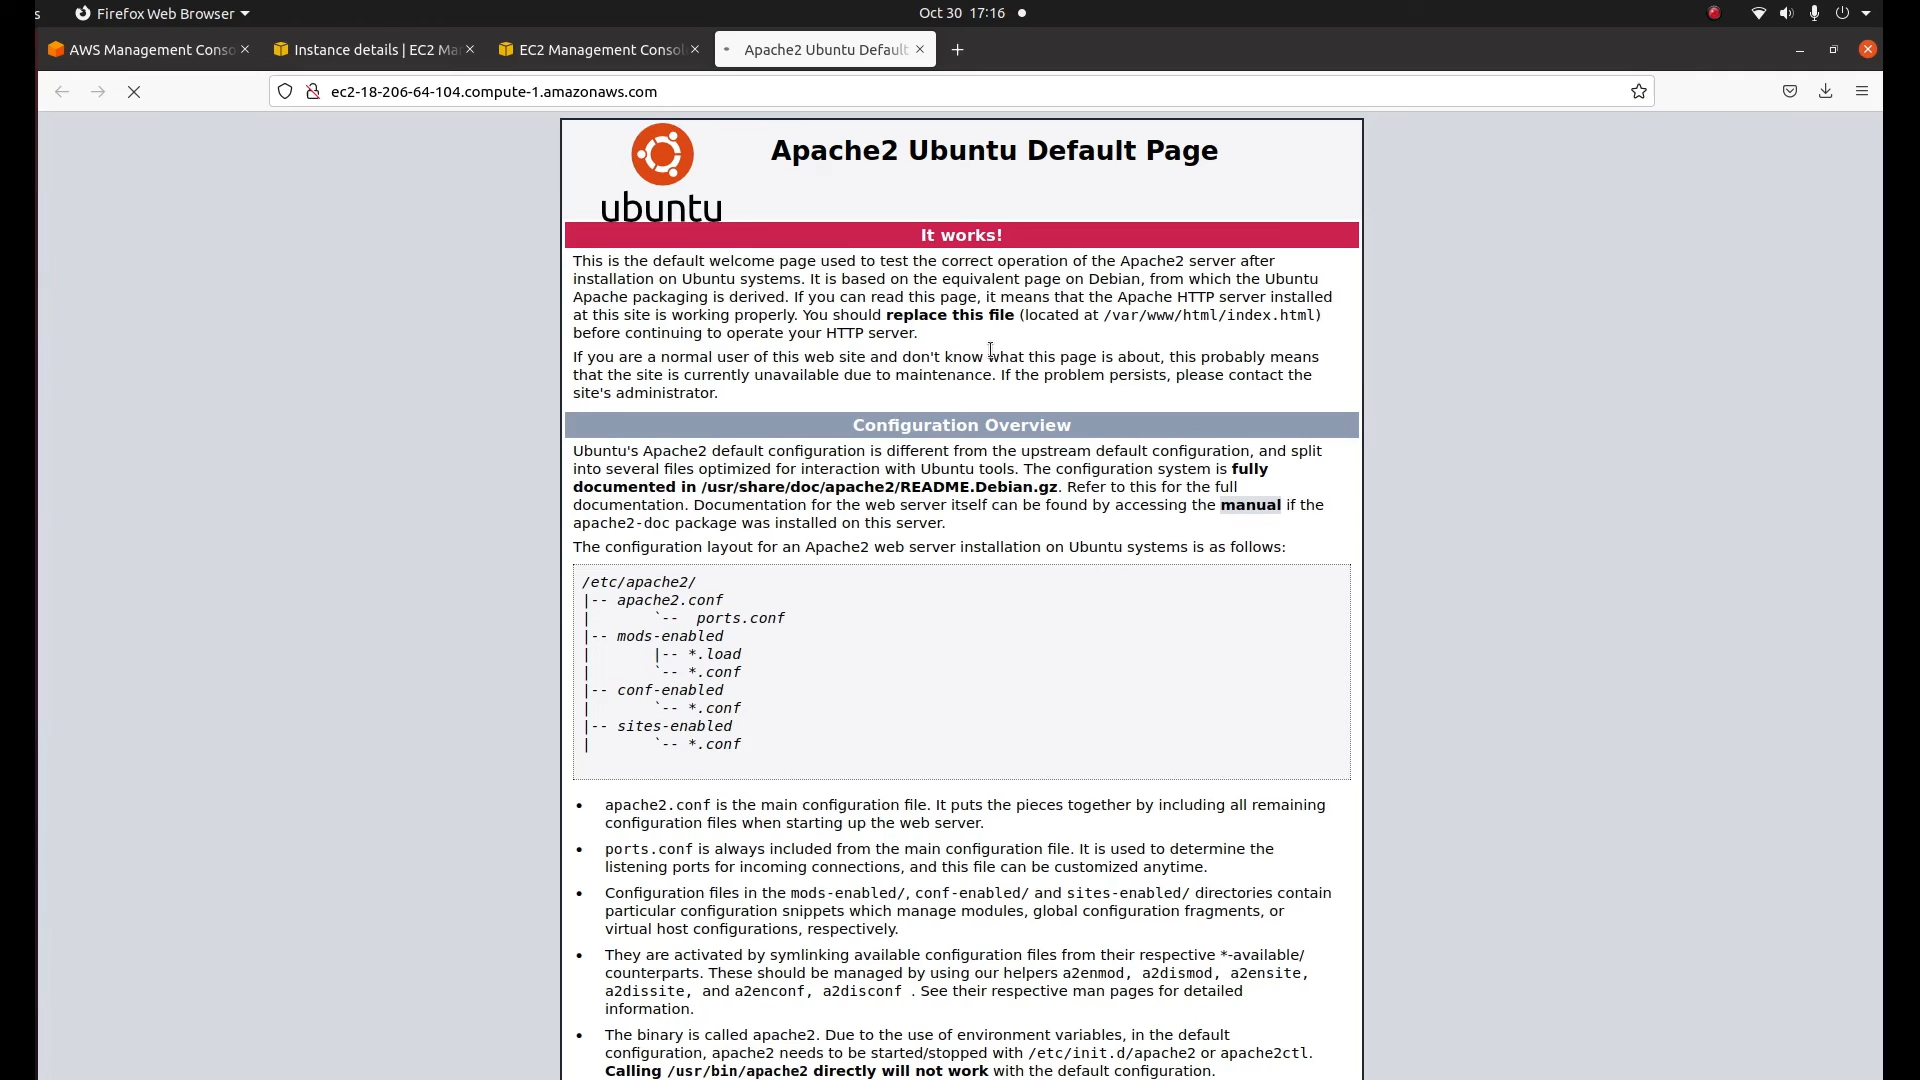 s Firefox Web Browser Oct 30 17:16
AWS Management Conso Instance details | EC2 Ma EC2 Management Consol Apache2 Ubuntu Default
ec2-18-206-64-104.compute-1.amazonaws.com
Apache2 Ubuntu Default Page
ubuntu
It works!
This is the default welcome page used to test the correct operation of the Apache2 server after
installation on Ubuntu systems. It is based on the equivalent page on Debian, from which the Ubuntu
Apache packaging is derived. If you can read this page, it means that the Apache HTTP server installed
at this site is working properly. You should replace this file (located at /var/www/html/index.html)
before continuing to operate your HTTP server.
If you are a normal user of this web site and don't know what this page is about, this probably means
that the site is currently unavailable due to maintenance. If the problem persists, please contact the
site's administrator.
Configuration Overview
Ubuntu's Apache2 default configuration is different from the upstream default configuration, and split
into several files optimized for interaction with Ubuntu tools. The configuration system is fully
documented in /usr/share/doc/apache2/README.Debian.gz. Refer to this for the full
documentation. Documentation for the web server itself can be found by accessing the manual if the
apache2-doc package was installed on this server.
The configuration layout for an Apache2 web server installation on Ubuntu systems is as follows:
/etc/apache2/
|-- apache2.conf
|       `--  ports.conf
|-- mods-enabled
|       |-- *.load
|       `-- *.conf
|-- conf-enabled
|       `-- *.conf
|-- sites-enabled
|       `-- *.conf
• apache2.conf is the main configuration file. It puts the pieces together by including all remaining
configuration files when starting up the web server.
• ports.conf is always included from the main configuration file. It is used to determine the
listening ports for incoming connections, and this file can be customized anytime.
• Configuration files in the mods-enabled/, conf-enabled/ and sites-enabled/ directories contain
particular configuration snippets which manage modules, global configuration fragments, or
virtual host configurations, respectively.
• They are activated by symlinking available configuration files from their respective *-available/
counterparts. These should be managed by using our helpers a2enmod, a2dismod, a2ensite,
a2dissite, and a2enconf, a2disconf . See their respective man pages for detailed
information.
• The binary is called apache2. Due to the use of environment variables, in the default
configuration, apache2 needs to be started/stopped with /etc/init.d/apache2 or apache2ctl.
Calling /usr/bin/apache2 directly will not work with the default configuration.